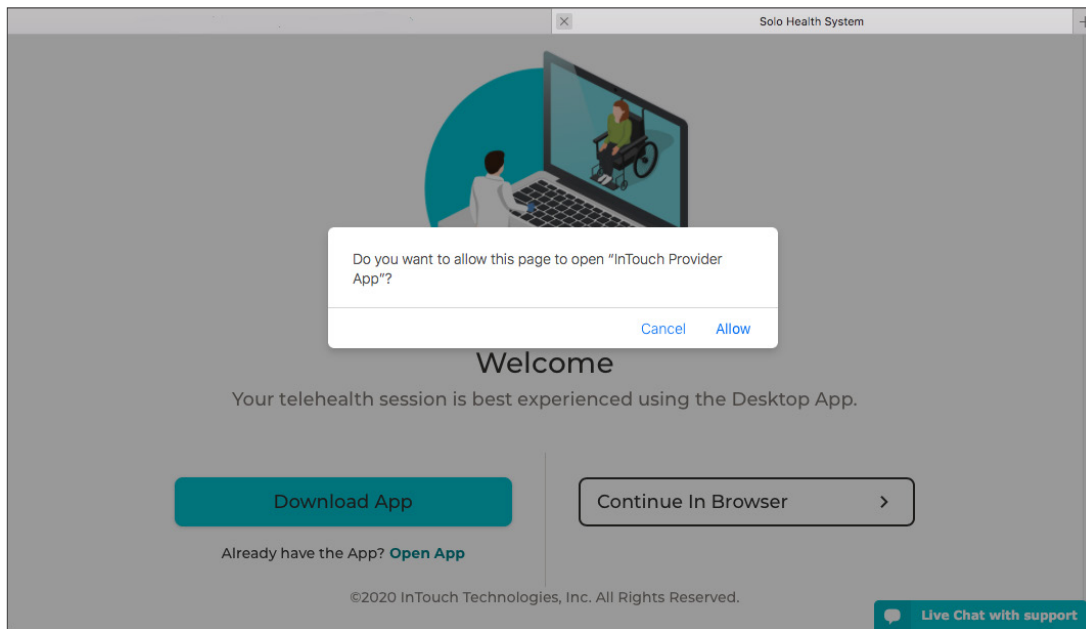 Solo Health System
Do you want to allow this page to open “InTouch Provider
App”?
Cancel Allow
Welcome
Your telehealth session is best experienced using the Desktop App.
Download App
Continue In Browser
Already have the App? Open App
©2020 InTouch Technologies, Inc. All Rights Reserved.
Live Chat with support